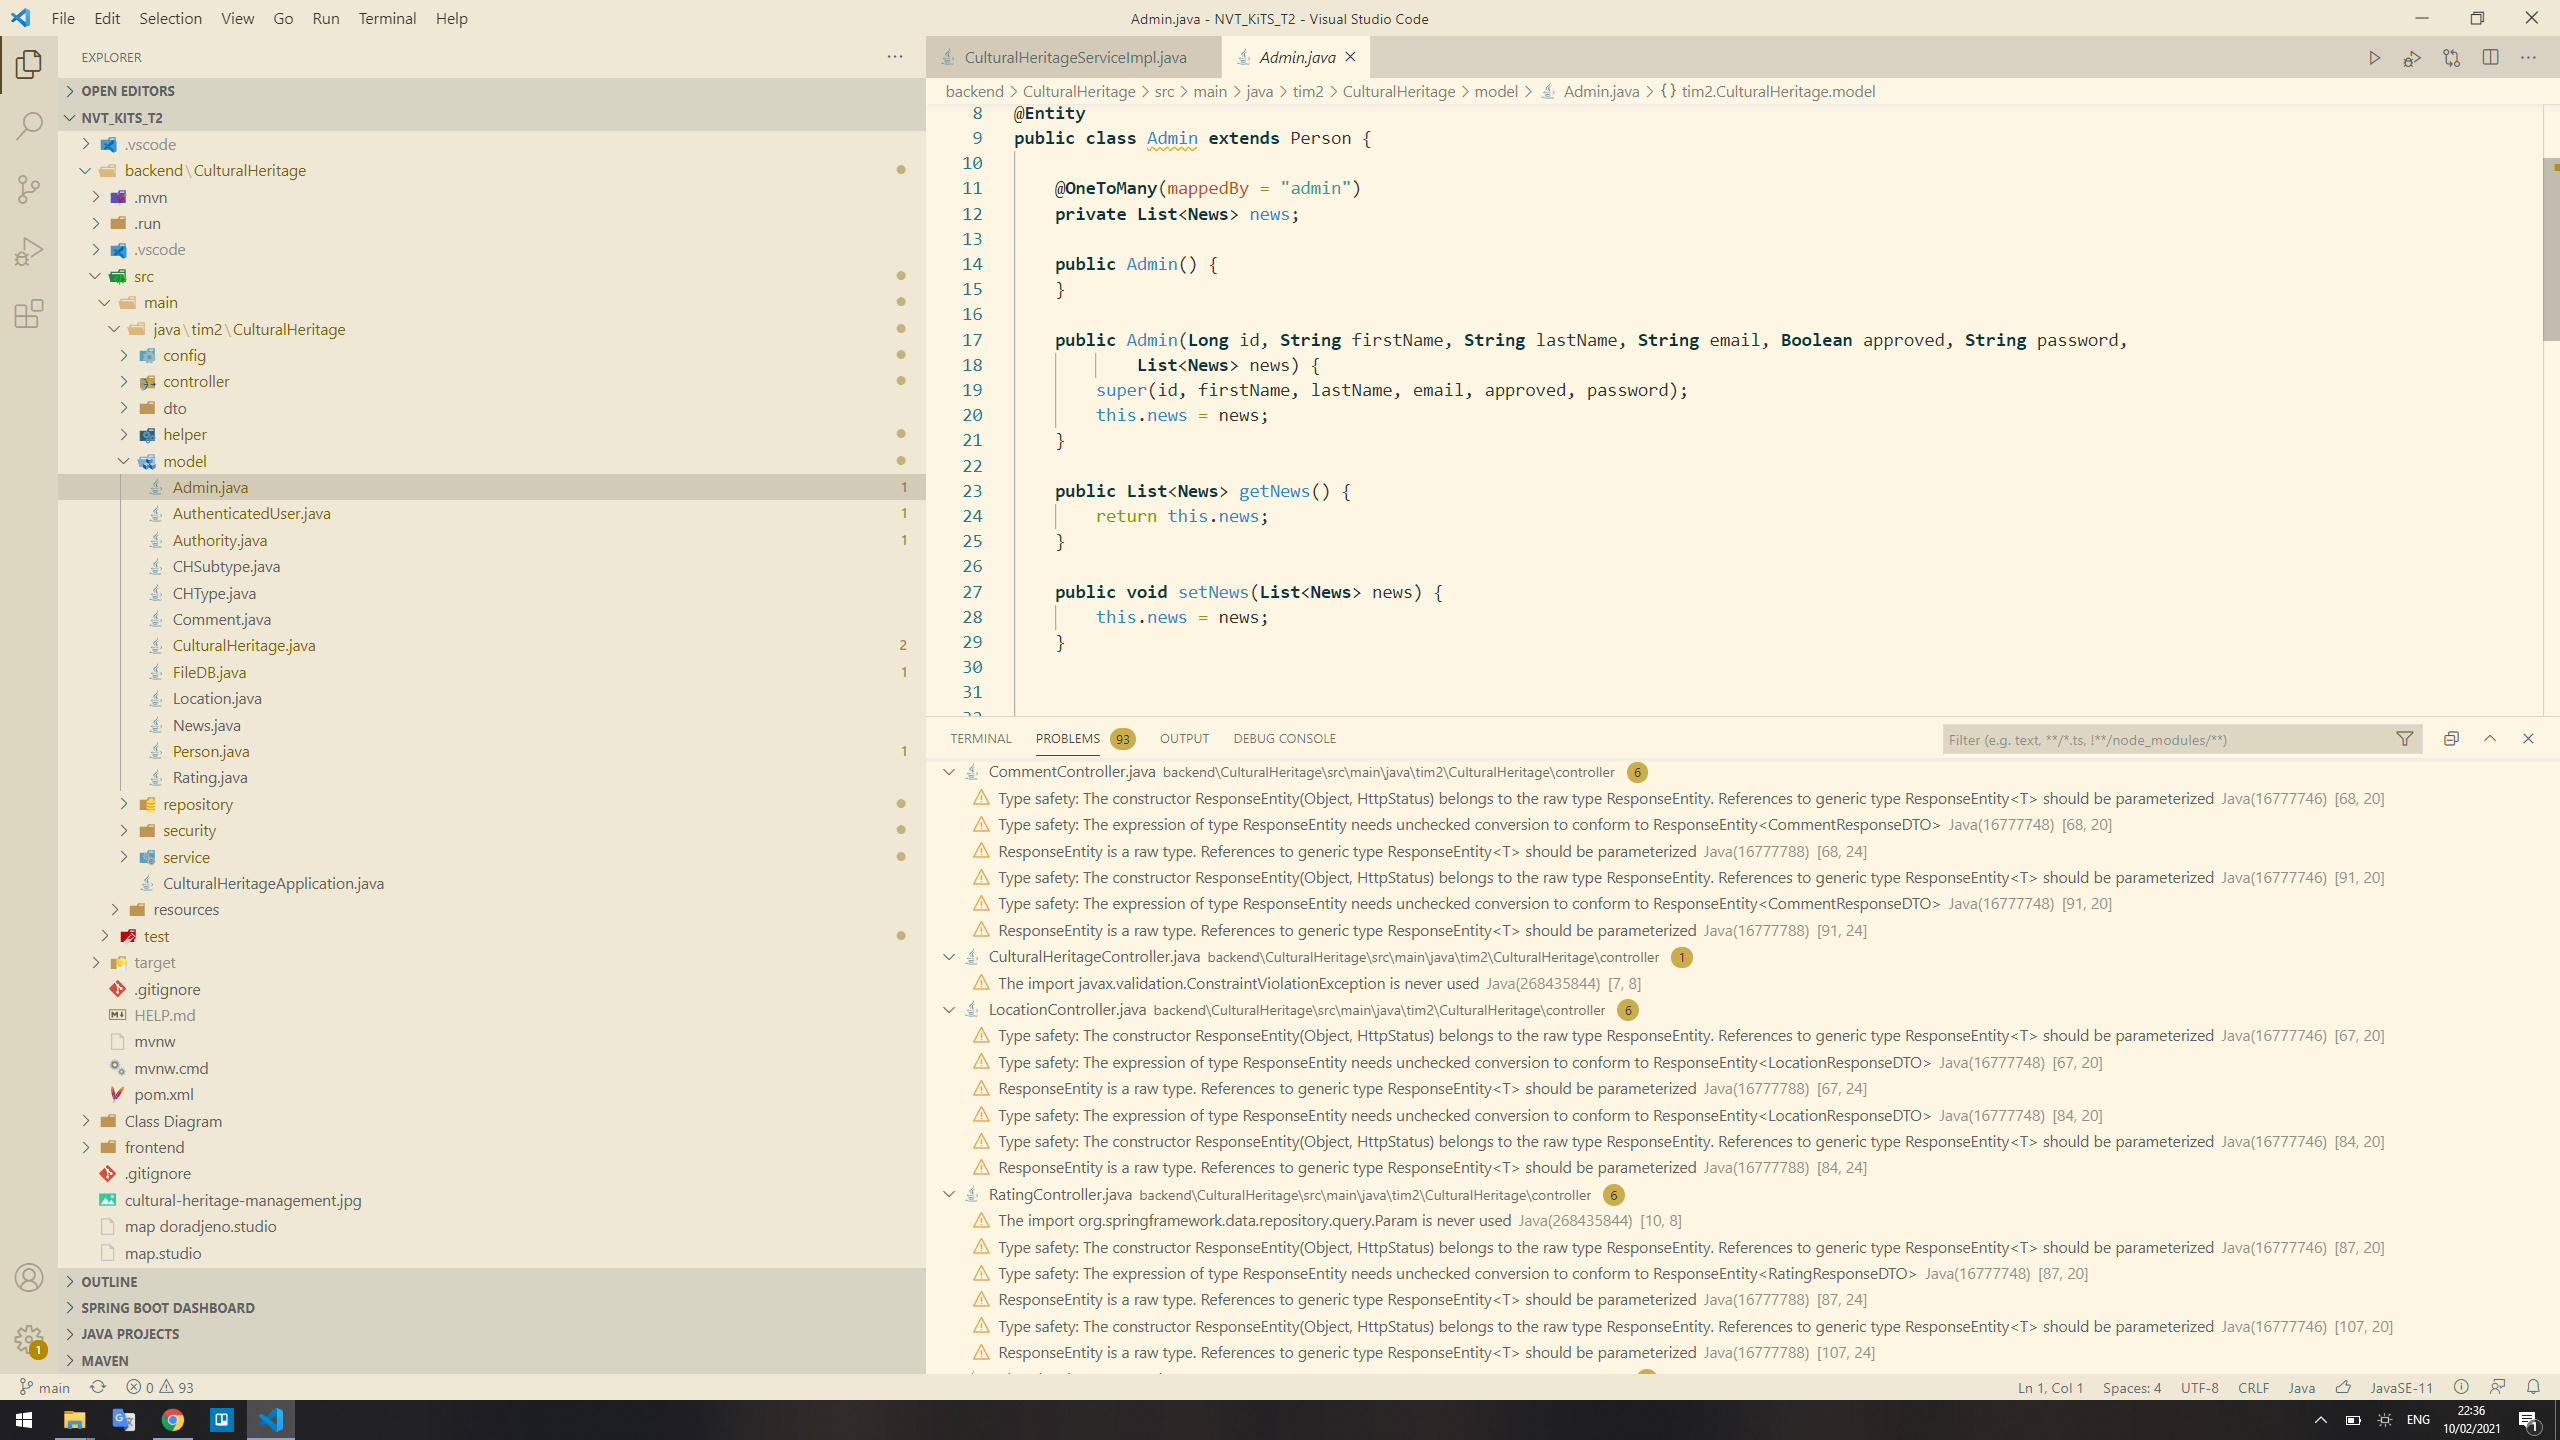 File Edit Selection View Go Run Terminal Help
Admin.java - NVT_KiTS_T2 - Visual Studio Code
EXPLORER
OPEN EDITORS
NVT_KITS_T2
.vscode
backend\CulturalHeritage
.mvn
.run
.vscode
src
main
java\tim2\CulturalHeritage
config
controller
dto
helper
model
Admin.java 1
AuthenticatedUser.java 1
Authority.java 1
CHSubtype.java
CHType.java
Comment.java
CulturalHeritage.java 2
FileDB.java 1
Location.java
News.java
Person.java 1
Rating.java
repository
security
service
CulturalHeritageApplication.java
resources
test
target
.gitignore
HELP.md
mvnw
mvnw.cmd
pom.xml
Class Diagram
frontend
.gitignore
cultural-heritage-management.jpg
map doradjeno.studio
map.studio
OUTLINE
SPRING BOOT DASHBOARD
JAVA PROJECTS
MAVEN
1
CulturalHeritageServiceImpl.java
Admin.java
backend > CulturalHeritage > src > main > java > tim2 > CulturalHeritage > model > Admin.java > {} tim2.CulturalHeritage.model
8 @Entity
9 public class Admin extends Person {
10
11 @OneToMany(mappedBy = "admin")
12 private List<News> news;
13
14 public Admin() {
15 }
16
17 public Admin(Long id, String firstName, String lastName, String email, Boolean approved, String password,
18 List<News> news) {
19 super(id, firstName, lastName, email, approved, password);
20 this.news = news;
21 }
22
23 public List<News> getNews() {
24 return this.news;
25 }
26
27 public void setNews(List<News> news) {
28 this.news = news;
29 }
30
31
TERMINAL PROBLEMS 93 OUTPUT DEBUG CONSOLE
Filter (e.g. text, **/*.ts, !**/node_modules/**)
CommentController.java backend\CulturalHeritage\src\main\java\tim2\CulturalHeritage\controller 6
Type safety: The constructor ResponseEntity(Object, HttpStatus) belongs to the raw type ResponseEntity. References to generic type ResponseEntity<T> should be parameterized Java(16777746) [68, 20]
Type safety: The expression of type ResponseEntity needs unchecked conversion to conform to ResponseEntity<CommentResponseDTO> Java(16777748) [68, 20]
ResponseEntity is a raw type. References to generic type ResponseEntity<T> should be parameterized Java(16777788) [68, 24]
Type safety: The constructor ResponseEntity(Object, HttpStatus) belongs to the raw type ResponseEntity. References to generic type ResponseEntity<T> should be parameterized Java(16777746) [91, 20]
Type safety: The expression of type ResponseEntity needs unchecked conversion to conform to ResponseEntity<CommentResponseDTO> Java(16777748) [91, 20]
ResponseEntity is a raw type. References to generic type ResponseEntity<T> should be parameterized Java(16777788) [91, 24]
CulturalHeritageController.java backend\CulturalHeritage\src\main\java\tim2\CulturalHeritage\controller 1
The import javax.validation.ConstraintViolationException is never used Java(268435844) [7, 8]
LocationController.java backend\CulturalHeritage\src\main\java\tim2\CulturalHeritage\controller 6
Type safety: The constructor ResponseEntity(Object, HttpStatus) belongs to the raw type ResponseEntity. References to generic type ResponseEntity<T> should be parameterized Java(16777746) [67, 20]
Type safety: The expression of type ResponseEntity needs unchecked conversion to conform to ResponseEntity<LocationResponseDTO> Java(16777748) [67, 20]
ResponseEntity is a raw type. References to generic type ResponseEntity<T> should be parameterized Java(16777788) [67, 24]
Type safety: The expression of type ResponseEntity needs unchecked conversion to conform to ResponseEntity<LocationResponseDTO> Java(16777748) [84, 20]
Type safety: The constructor ResponseEntity(Object, HttpStatus) belongs to the raw type ResponseEntity. References to generic type ResponseEntity<T> should be parameterized Java(16777746) [84, 20]
ResponseEntity is a raw type. References to generic type ResponseEntity<T> should be parameterized Java(16777788) [84, 24]
RatingController.java backend\CulturalHeritage\src\main\java\tim2\CulturalHeritage\controller 6
The import org.springframework.data.repository.query.Param is never used Java(268435844) [10, 8]
Type safety: The constructor ResponseEntity(Object, HttpStatus) belongs to the raw type ResponseEntity. References to generic type ResponseEntity<T> should be parameterized Java(16777746) [87, 20]
Type safety: The expression of type ResponseEntity needs unchecked conversion to conform to ResponseEntity<RatingResponseDTO> Java(16777748) [87, 20]
ResponseEntity is a raw type. References to generic type ResponseEntity<T> should be parameterized Java(16777788) [87, 24]
Type safety: The constructor ResponseEntity(Object, HttpStatus) belongs to the raw type ResponseEntity. References to generic type ResponseEntity<T> should be parameterized Java(16777746) [107, 20]
ResponseEntity is a raw type. References to generic type ResponseEntity<T> should be parameterized Java(16777788) [107, 24]
main 0 93
Ln 1, Col 1 Spaces: 4 UTF-8 CRLF Java JavaSE-11
ENG
22:36
10/02/2021
1